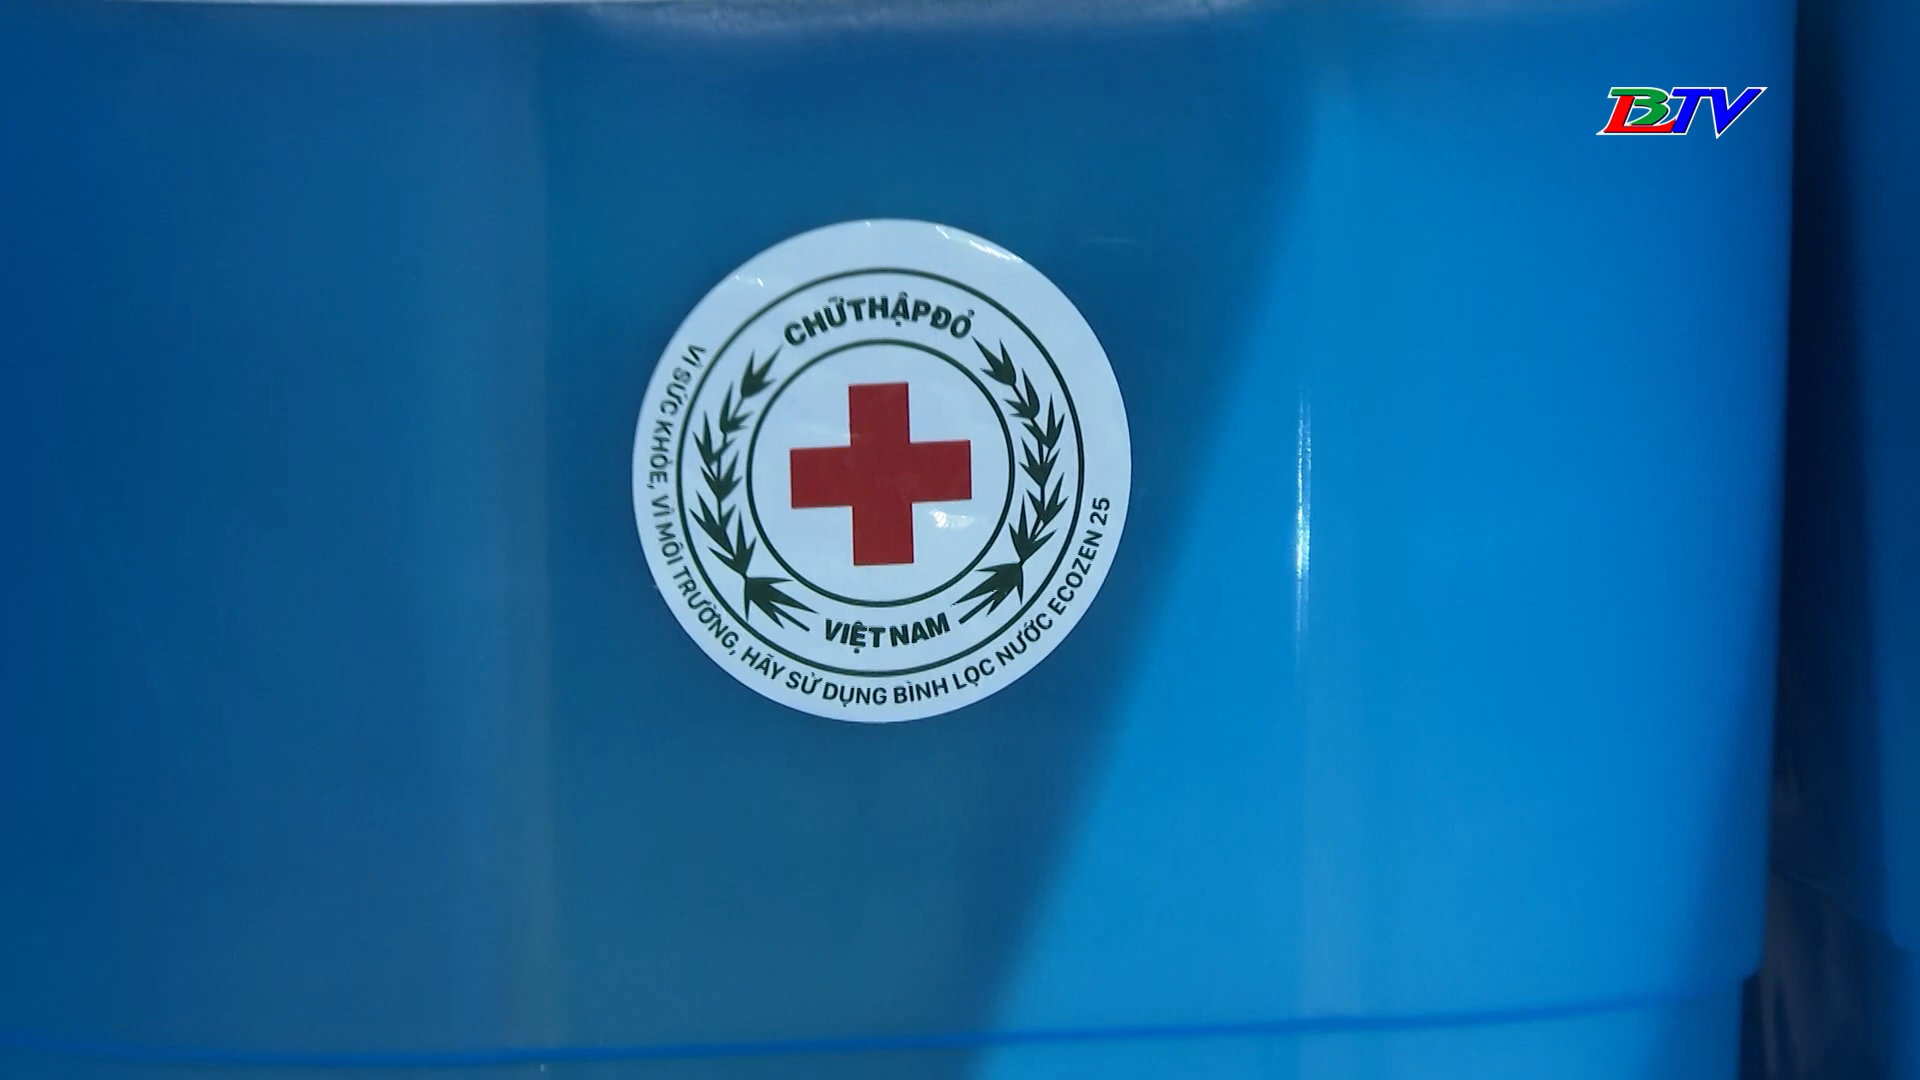 BTV
CHỮ THẬP ĐỎ
VIỆT NAM
VÌ SỨC KHỎE, VÌ MÔI TRƯỜNG, HÃY SỬ DỤNG BÌNH LỌC NƯỚC ECOZEN 25